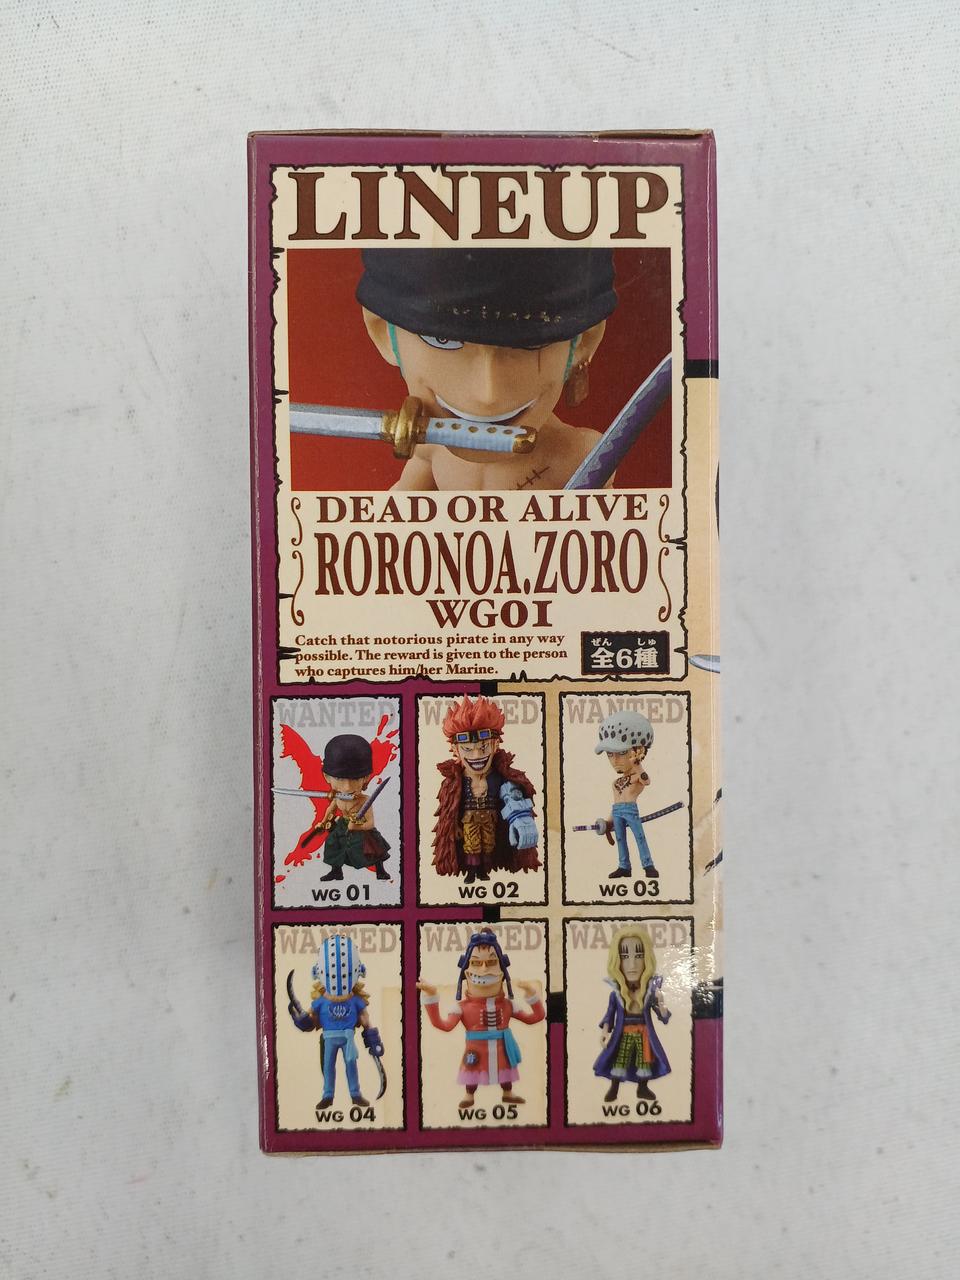 LINEUP
DEAD OR ALIVE
RORONOA.ZORO
WG01
Catch that notorious pirate in any way
possible. The reward is given to the person
who captures him/her Marine.
ぜん しゅ
全6種
WANTED WANTED WANTED
WG 01 WG 02 WG 03
WANTED WANTED WANTED
WG 04 WG 05 WG 06